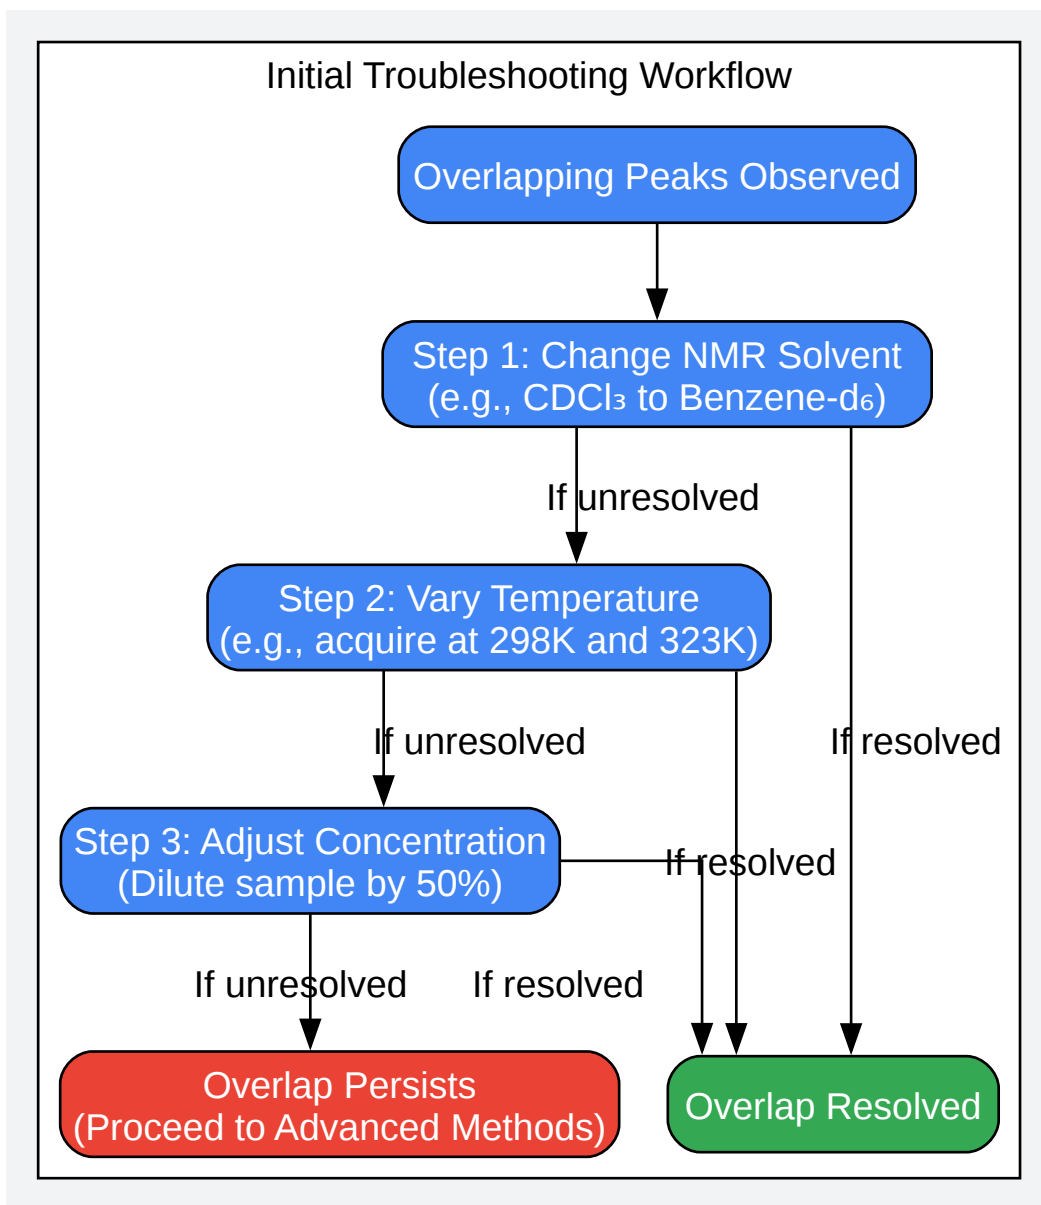 Initial Troubleshooting Workflow
Overlapping Peaks Observed
Step 1: Change NMR Solvent
(e.g., CDCl₃ to Benzene-d₆)
If unresolved
Step 2: Vary Temperature
(e.g., acquire at 298K and 323K)
If unresolved
If resolved
Step 3: Adjust Concentration
(Dilute sample by 50%)
If resolved
If unresolved
If resolved
Overlap Persists
(Proceed to Advanced Methods)
Overlap Resolved